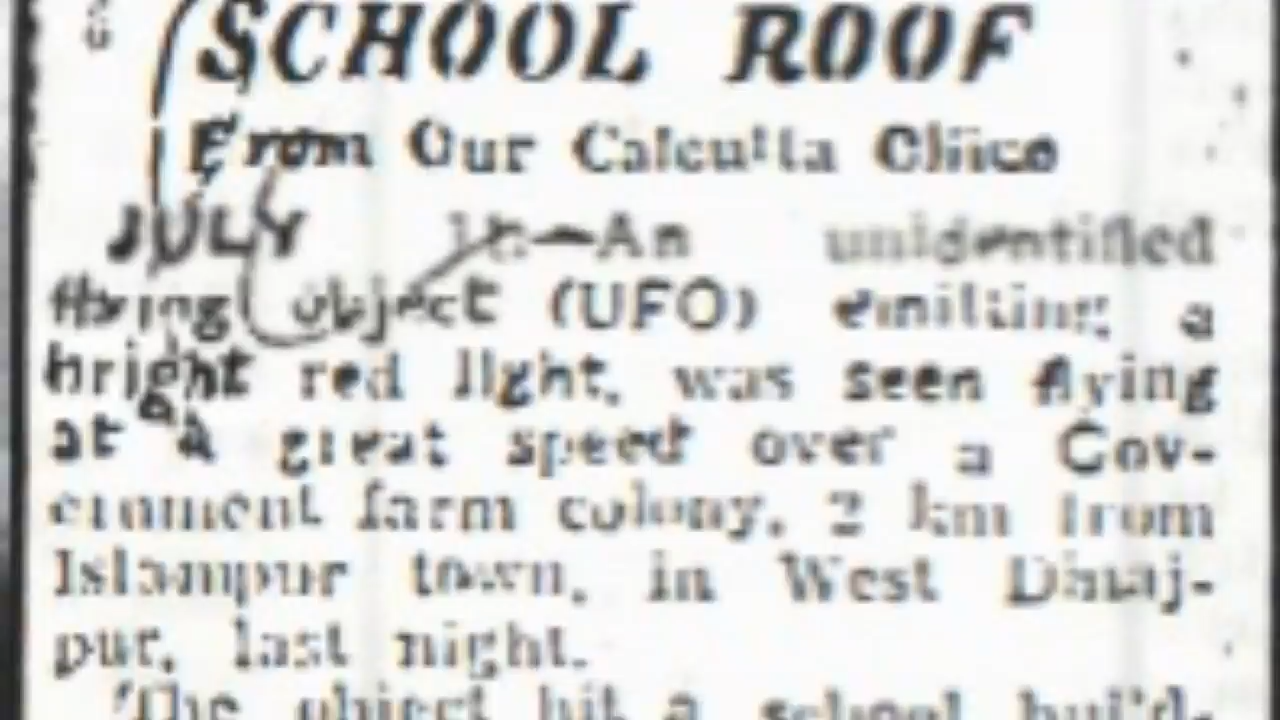 SCHOOL ROOF
From Our Calcutta Office
JULY —An unidentified
flying object (UFO) emitting a
bright red light, was seen flying
at a great speed over a Gov-
ernment farm colony, 2 km from
Islampur town, in West Dinaj-
pur, last night.
The object hit a school build-